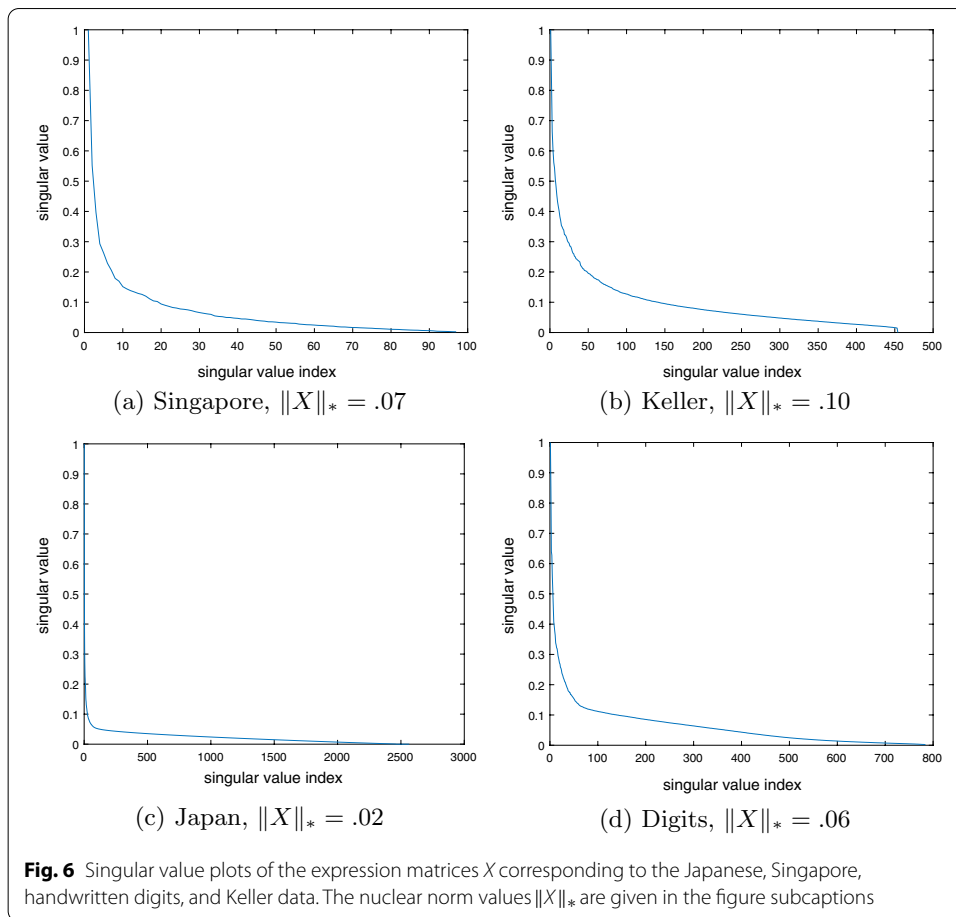 1
0.9
0.8
0.7
0.6
0.5
0.4
0.3
0.2
0.1
0
singular value
0 10 20 30 40 50 60 70 80 90 100
singular value index
(a) Singapore, ‖X‖* = .07
1
0.9
0.8
0.7
0.6
0.5
0.4
0.3
0.2
0.1
0
singular value
0 50 100 150 200 250 300 350 400 450 500
singular value index
(b) Keller, ‖X‖* = .10
1
0.9
0.8
0.7
0.6
0.5
0.4
0.3
0.2
0.1
0
singular value
0 500 1000 1500 2000 2500 3000
singular value index
(c) Japan, ‖X‖* = .02
1
0.9
0.8
0.7
0.6
0.5
0.4
0.3
0.2
0.1
0
singular value
0 100 200 300 400 500 600 700 800
singular value index
(d) Digits, ‖X‖* = .06
Fig. 6 Singular value plots of the expression matrices X corresponding to the Japanese, Singapore,
handwritten digits, and Keller data. The nuclear norm values ‖X‖* are given in the figure subcaptions